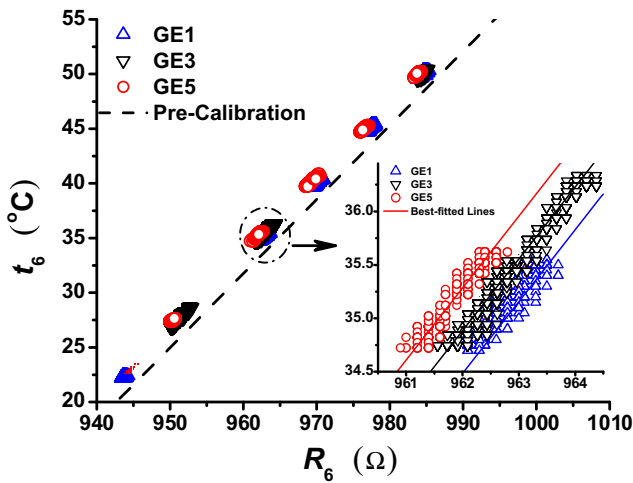 GE1
GE3
GE5
Pre-Calibration
t6 (°C)
55
50
45
40
35
30
25
20
940 950 960 970 980 990 1000 1010
R6 (Ω)
GE1
GE3
GE5
Best-fitted Lines
36.0
35.5
35.0
34.5
961 962 963 964